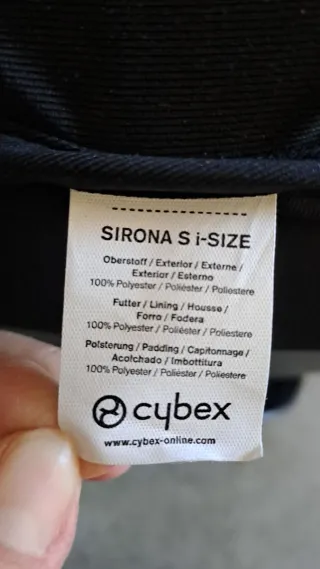 SIRONA S i-SIZE
Oberstoff / Exterior / Externe /
Exterior / Esterno
100% Polyester / Poliéster / Poliestere
Futter / Lining / Housse /
Forro / Fodera
100% Polyester / Poliéster / Poliestere
Polsterung / Padding / Capitomage /
Acolchado / Imbottitura
100% Polyester / Poliéster / Poliestere
cybex
www.cybex-online.com